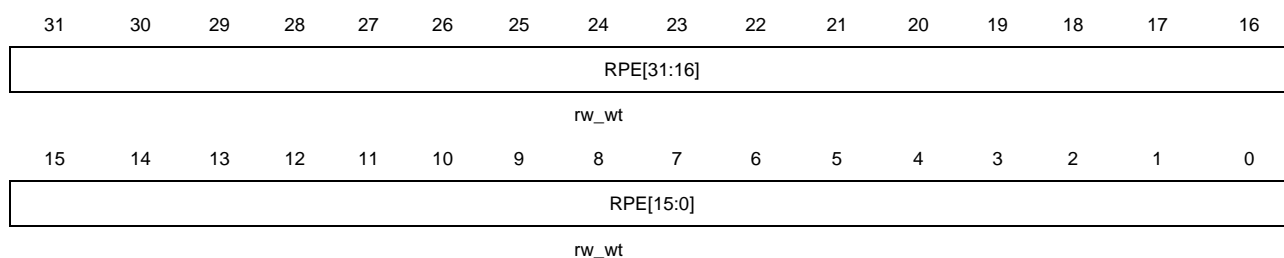 31 30 29 28 27 26 25 24 23 22 21 20 19 18 17 16
RPE[31:16]
rw_wt
15 14 13 12 11 10 9 8 7 6 5 4 3 2 1 0
RPE[15:0]
rw_wt